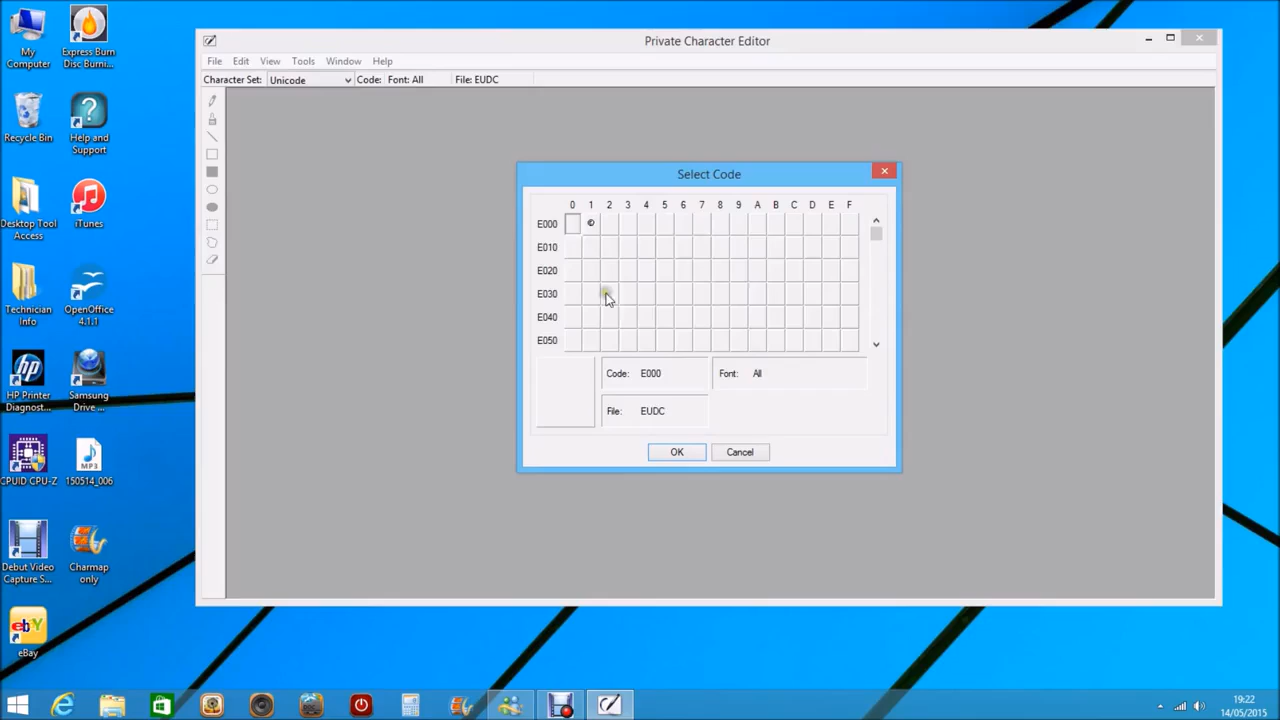 My Computer
Express Burn
Disc Burni...
Recycle Bin
Help and
Support
Desktop Tool
Access
iTunes
Technician
Info
OpenOffice
4.1.1
HP Printer
Diagnost...
Samsung
Drive ...
CPUID CPU-Z
MP3
150514_006
Debut Video
Capture S...
Charmap
only
ebY
eBay
Private Character Editor
File Edit View Tools Window Help
Character Set: Unicode Code: Font: All File: EUDC
Select Code
0 1 2 3 4 5 6 7 8 9 A B C D E F
E000
E010
E020
E030
E040
E050
Code: E000 Font: All
File: EUDC
OK Cancel
19:22
14/05/2015